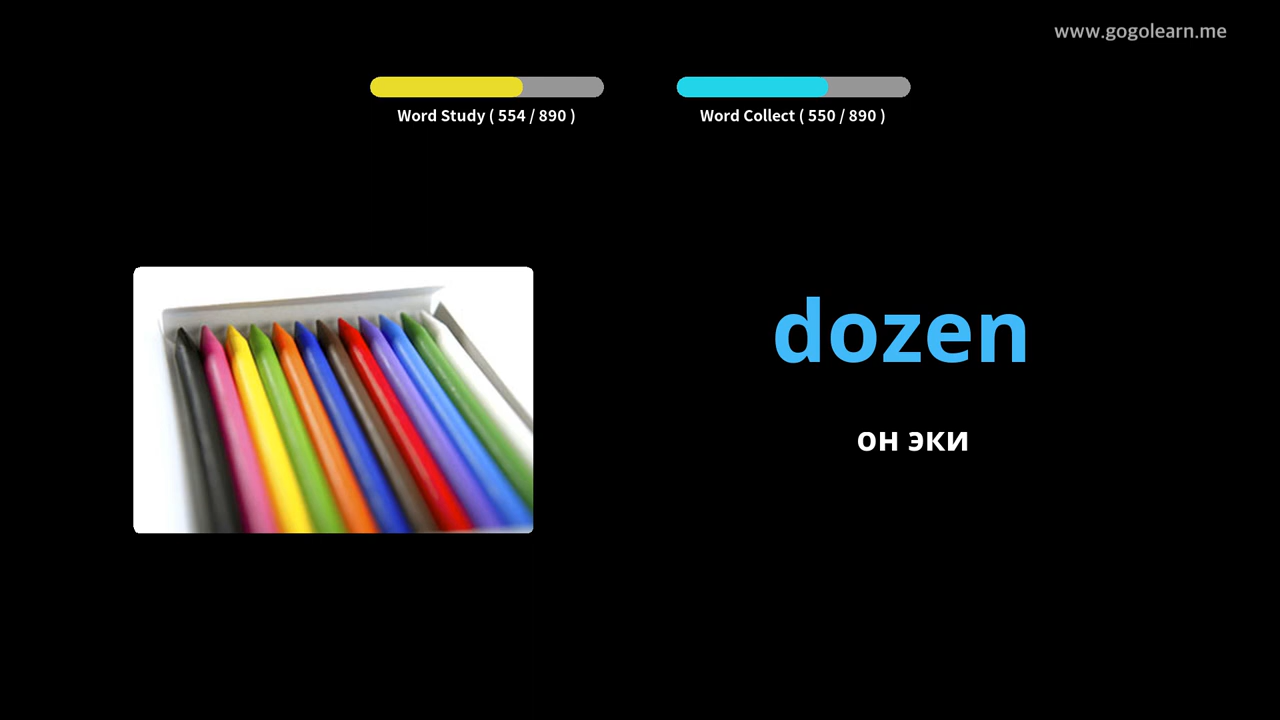 www.gogolearn.me
Word Study ( 554 / 890 )
Word Collect ( 550 / 890 )
dozen
он эки